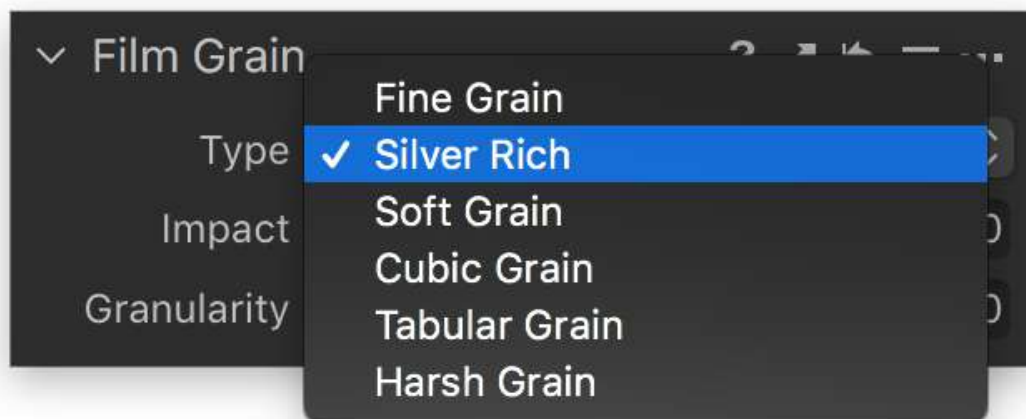 Film Grain
Fine Grain
Type ✓ Silver Rich
Soft Grain
Impact
Cubic Grain
Granularity
Tabular Grain
Harsh Grain